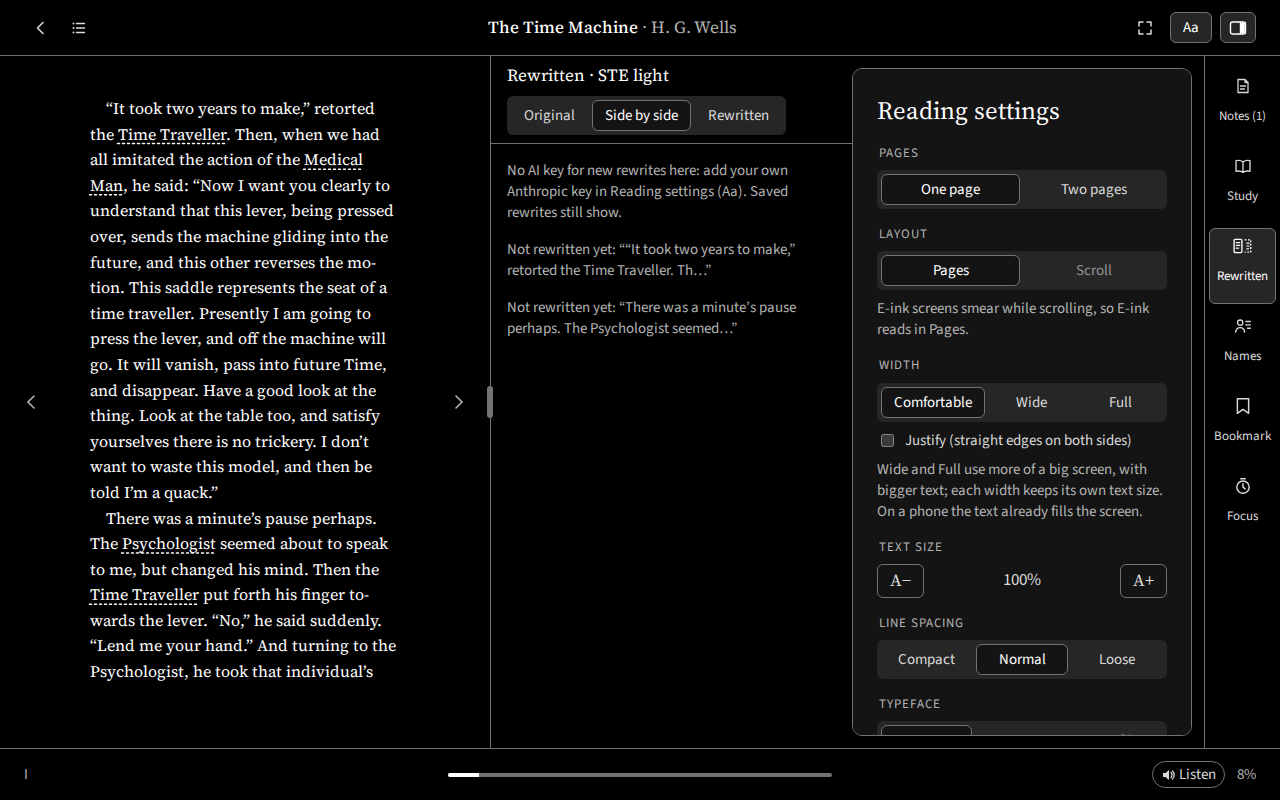 The Time Machine · H. G. Wells
Aa
“It took two years to make,” retorted
the Time Traveller. Then, when we had
all imitated the action of the Medical
Man, he said: “Now I want you clearly to
understand that this lever, being pressed
over, sends the machine gliding into the
future, and this other reverses the mo-
tion. This saddle represents the seat of a
time traveller. Presently I am going to
press the lever, and off the machine will
go. It will vanish, pass into future Time,
and disappear. Have a good look at the
thing. Look at the table too, and satisfy
yourselves there is no trickery. I don’t
want to waste this model, and then be
told I’m a quack.”
There was a minute’s pause perhaps.
The Psychologist seemed about to speak
to me, but changed his mind. Then the
Time Traveller put forth his finger to-
wards the lever. “No,” he said suddenly.
“Lend me your hand.” And turning to the
Psychologist, he took that individual’s
Rewritten · STE light
Original Side by side Rewritten
No AI key for new rewrites here: add your own
Anthropic key in Reading settings (Aa). Saved
rewrites still show.
Not rewritten yet: ““It took two years to make,”
retorted the Time Traveller. Th…”
Not rewritten yet: “There was a minute’s pause
perhaps. The Psychologist seemed…”
Reading settings
PAGES
One page Two pages
LAYOUT
Pages Scroll
E-ink screens smear while scrolling, so E-ink
reads in Pages.
WIDTH
Comfortable Wide Full
Justify (straight edges on both sides)
Wide and Full use more of a big screen, with
bigger text; each width keeps its own text size.
On a phone the text already fills the screen.
TEXT SIZE
A− 100% A+
LINE SPACING
Compact Normal Loose
TYPEFACE
Notes (1)
Study
Rewritten
Names
Bookmark
Focus
I
Listen 8%